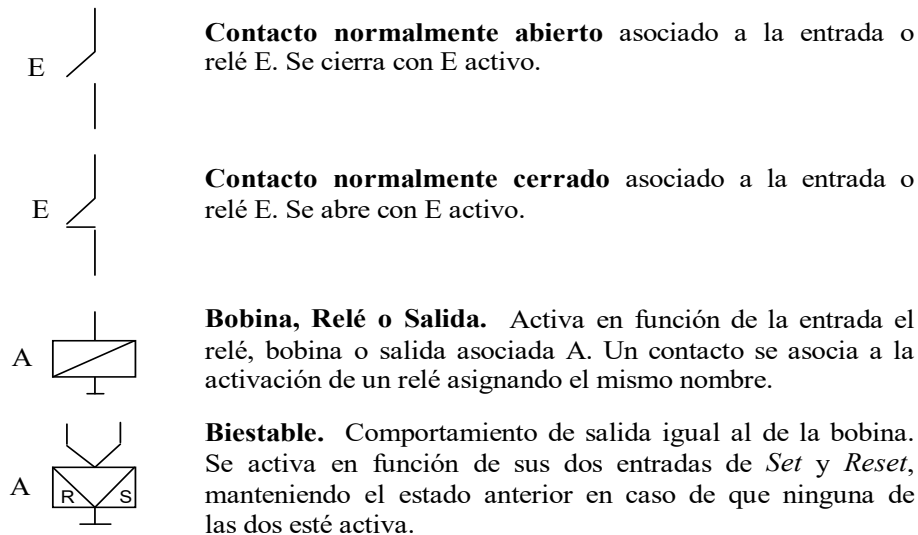 Contacto normalmente abierto asociado a la entrada o
E
relé E. Se cierra con E activo.
Contacto normalmente cerrado asociado a la entrada o
E
relé E. Se abre con E activo.
Bobina, Relé o Salida. Activa en función de la entrada el
A
relé, bobina o salida asociada A. Un contacto se asocia a la
activación de un relé asignando el mismo nombre.
Biestable. Comportamiento de salida igual al de la bobina.
A
R S
Se activa en función de sus dos entradas de Set y Reset,
manteniendo el estado anterior en caso de que ninguna de
las dos esté activa.